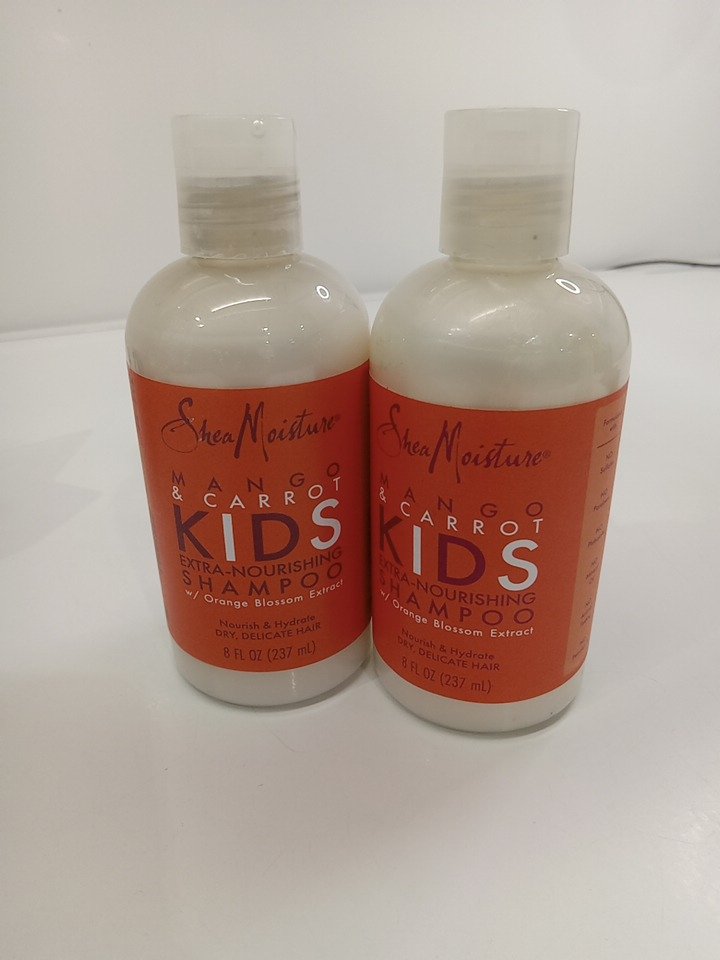 SheaMoisture®
MANGO
& CARROT
KIDS
EXTRA-NOURISHING
SHAMPOO
w/ Orange Blossom Extract
Nourish & Hydrate
DRY, DELICATE HAIR
8 FL OZ (237 mL)
SheaMoisture®
MANGO
& CARROT
KIDS
EXTRA-NOURISHING
SHAMPOO
w/ Orange Blossom Extract
Nourish & Hydrate
DRY, DELICATE HAIR
8 FL OZ (237 mL)